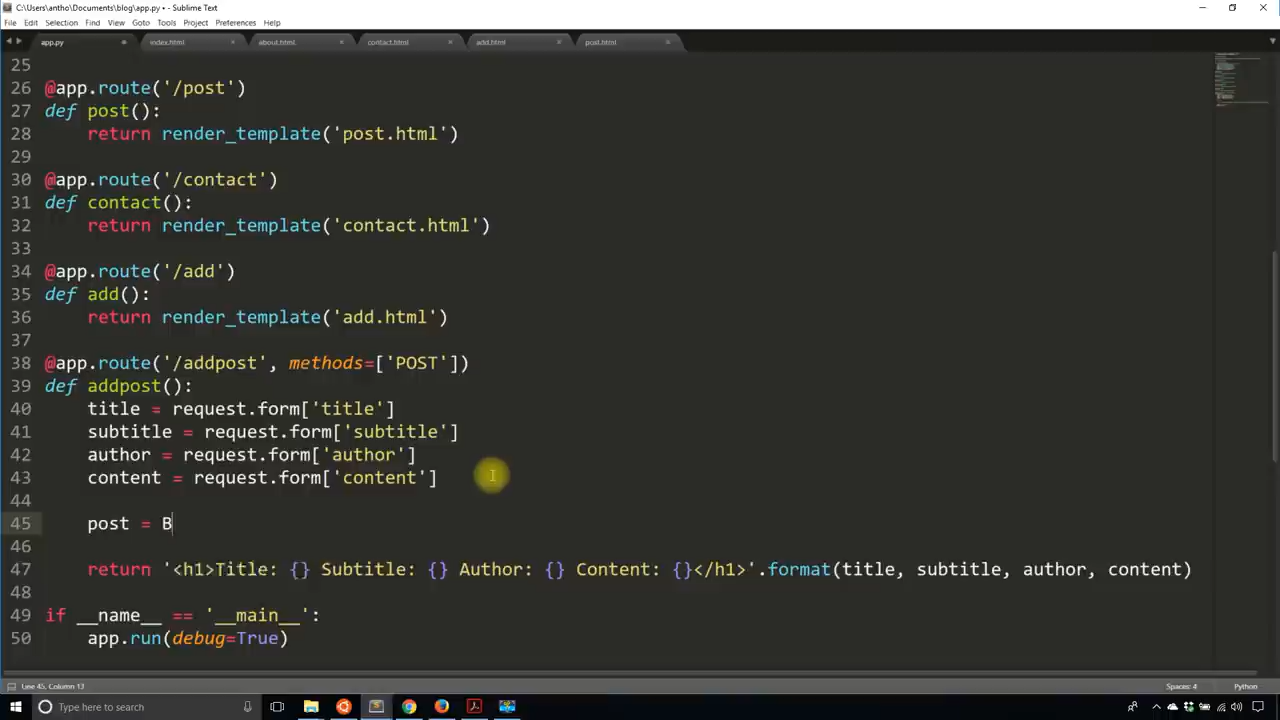 C:\Users\antho\Documents\blog\app.py • - Sublime Text
File Edit Selection Find View Goto Tools Project Preferences Help
app.py index.html about.html contact.html add.html post.html
25
26 @app.route('/post')
27 def post():
28 return render_template('post.html')
29
30 @app.route('/contact')
31 def contact():
32 return render_template('contact.html')
33
34 @app.route('/add')
35 def add():
36 return render_template('add.html')
37
38 @app.route('/addpost', methods=['POST'])
39 def addpost():
40 title = request.form['title']
41 subtitle = request.form['subtitle']
42 author = request.form['author']
43 content = request.form['content']
44
45 post = B
46
47 return '<h1>Title: {} Subtitle: {} Author: {} Content: {}</h1>'.format(title, subtitle, author, content)
48
49 if __name__ == '__main__':
50 app.run(debug=True)
Line 45, Column 13 Spaces: 4 Python
Type here to search